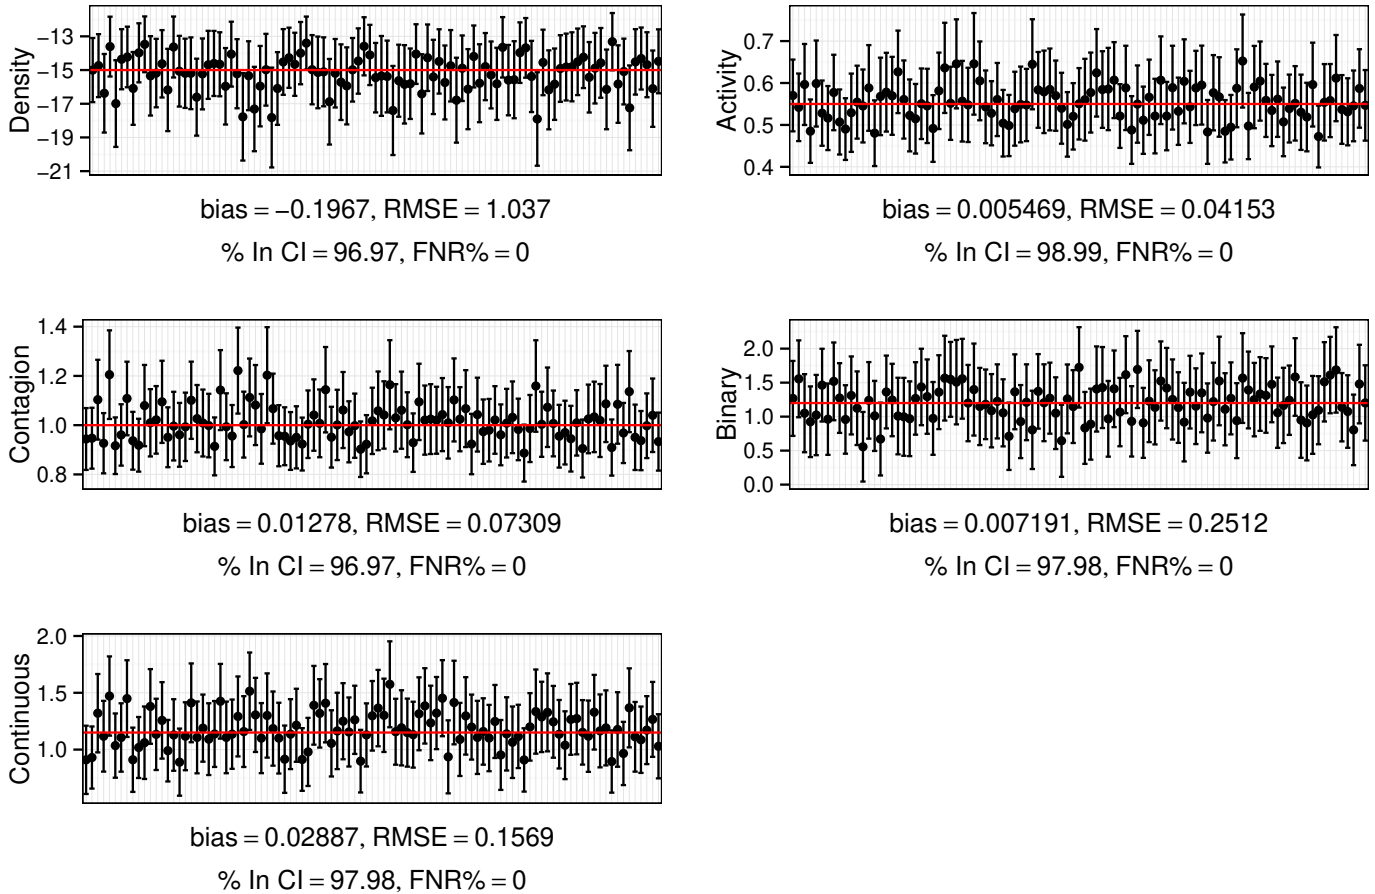 Density
−13
−15
−17
−19
−21
bias = −0.1967, RMSE = 1.037
% In CI = 96.97, FNR% = 0
Activity
0.7
0.6
0.5
0.4
bias = 0.005469, RMSE = 0.04153
% In CI = 98.99, FNR% = 0
Contagion
1.4
1.2
1.0
0.8
bias = 0.01278, RMSE = 0.07309
% In CI = 96.97, FNR% = 0
Binary
2.0
1.5
1.0
0.5
0.0
bias = 0.007191, RMSE = 0.2512
% In CI = 97.98, FNR% = 0
Continuous
2.0
1.5
1.0
bias = 0.02887, RMSE = 0.1569
% In CI = 97.98, FNR% = 0